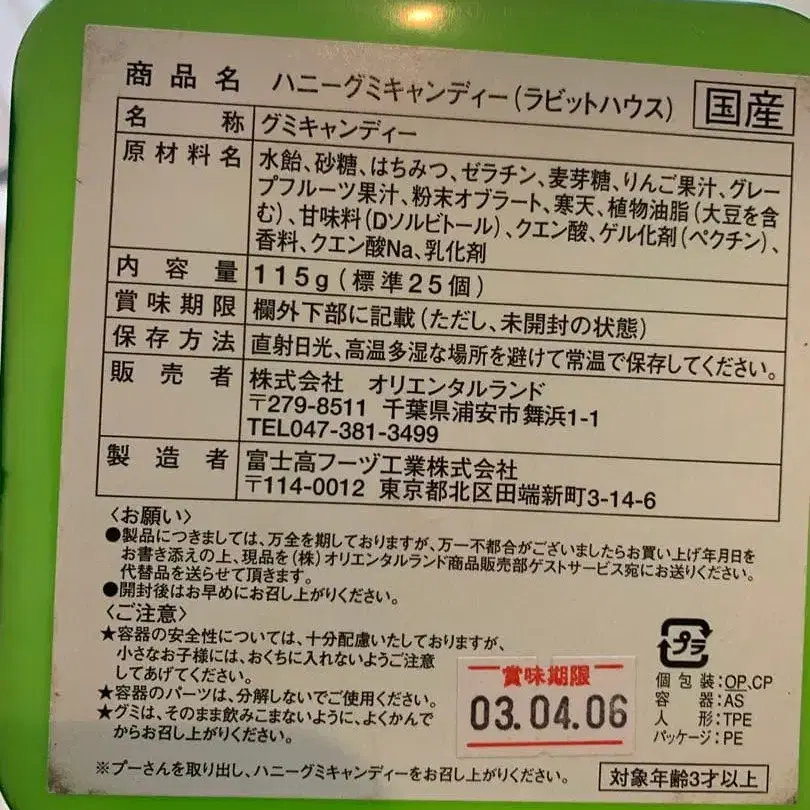 商品名 ハニーグミキャンディー(ラビットハウス) 国産
名称 グミキャンディー
原材料名 水飴、砂糖、はちみつ、ゼラチン、麦芽糖、りんご果汁、グレー
プフルーツ果汁、粉末オブラート、寒天、植物油脂(大豆を含
む)、甘味料(Dソルビトール)、クエン酸、ゲル化剤(ペクチン)、
香料、クエン酸Na、乳化剤
内容量 115g(標準25個)
賞味期限 欄外下部に記載(ただし、未開封の状態)
保存方法 直射日光、高温多湿な場所を避けて常温で保存してください。
販売者 株式会社 オリエンタルランド
〒279-8511 千葉県浦安市舞浜1-1
TEL047-381-3499
製造者 富士高フーヅ工業株式会社
〒114-0012 東京都北区田端新町3-14-6
〈お願い〉
●製品につきましては、万全を期しておりますが、万一不都合がございましたらお買い上げ年月日を
お書き添えの上、現品を(株)オリエンタルランド商品販売部ゲストサービス宛にお送りください。
代替品を送らせて頂きます。
●開封後はお早めにお召し上がりください。
〈ご注意〉
★容器の安全性については、十分配慮いたしておりますが、
小さなお子様には、おくちに入れないようご注意
してあげてください。
★容器のパーツは、分解しないでご使用ください。
★グミは、そのまま飲みこまないように、よくかんで
からお召し上がりください。
賞味期限
03.04.06
プラ
個包装:OP、CP
容器:AS
人形:TPE
パッケージ:PE
※プーさんを取り出し、ハニーグミキャンディーをお召し上がりください。
対象年齢3才以上